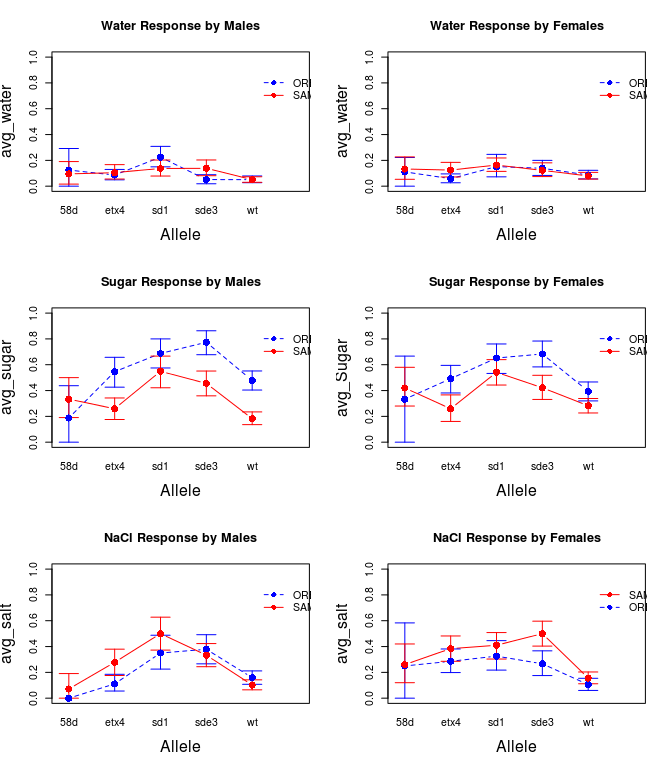 Water Response by Males
avg_water
0.0 0.2 0.4 0.6 0.8 1.0
ORI
SAM
58d etx4 sd1 sde3 wt
Allele
Water Response by Females
avg_water
0.0 0.2 0.4 0.6 0.8 1.0
ORI
SAM
58d etx4 sd1 sde3 wt
Allele
Sugar Response by Males
avg_sugar
0.0 0.2 0.4 0.6 0.8 1.0
ORI
SAM
58d etx4 sd1 sde3 wt
Allele
Sugar Response by Females
avg_Sugar
0.0 0.2 0.4 0.6 0.8 1.0
ORI
SAM
58d etx4 sd1 sde3 wt
Allele
NaCl Response by Males
avg_salt
0.0 0.2 0.4 0.6 0.8 1.0
ORI
SAM
58d etx4 sd1 sde3 wt
Allele
NaCl Response by Females
avg_salt
0.0 0.2 0.4 0.6 0.8 1.0
SAM
ORI
58d etx4 sd1 sde3 wt
Allele